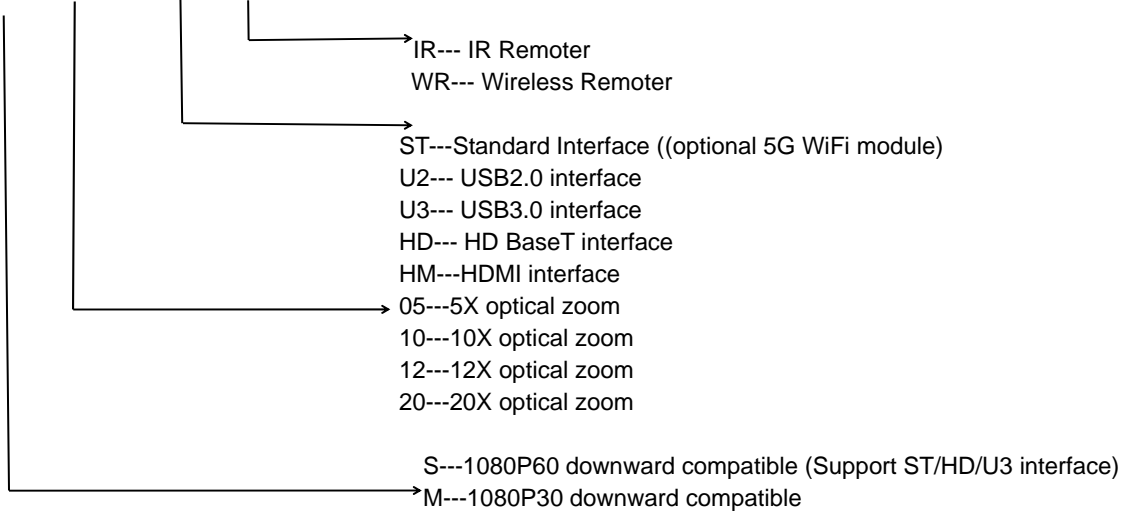 IR--- IR Remoter
WR--- Wireless Remoter
ST---Standard Interface ((optional 5G WiFi module)
U2--- USB2.0 interface
U3--- USB3.0 interface
HD--- HD BaseT interface
HM---HDMI interface
05---5X optical zoom
10---10X optical zoom
12---12X optical zoom
20---20X optical zoom
S---1080P60 downward compatible (Support ST/HD/U3 interface)
M---1080P30 downward compatible